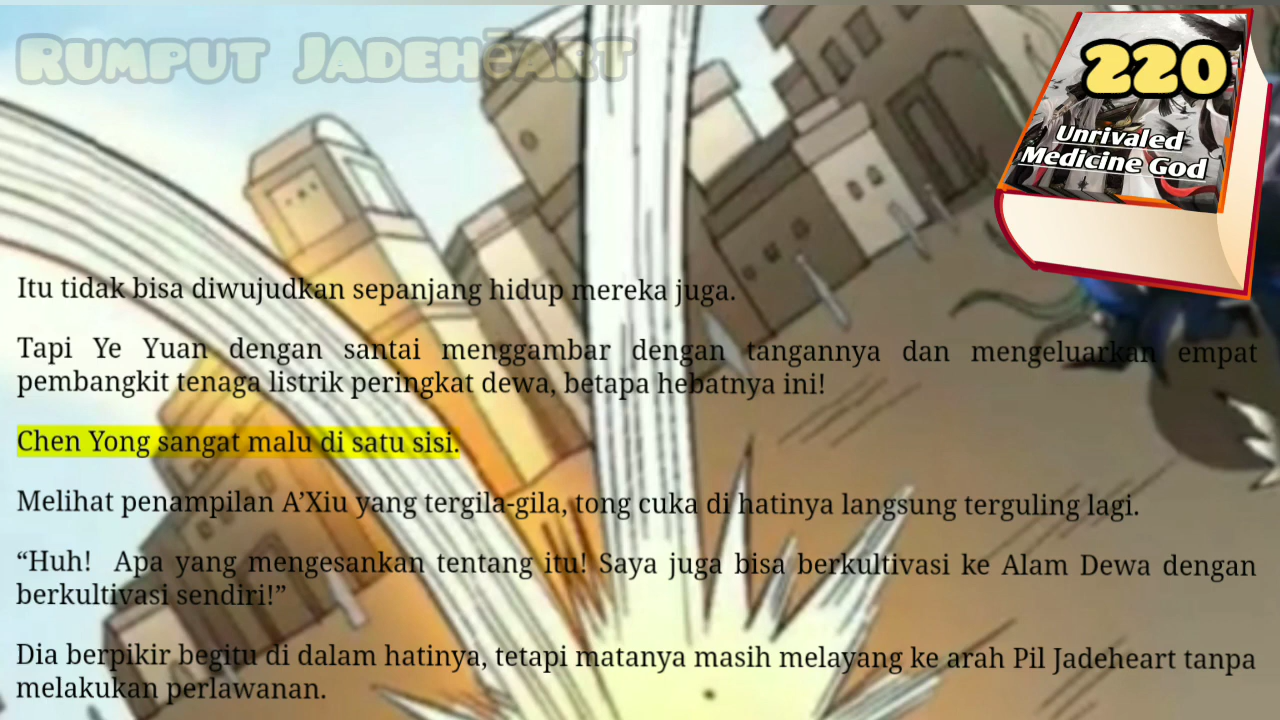 Rumput Jadeheart
220
Unrivaled
Medicine God
Itu tidak bisa diwujudkan sepanjang hidup mereka juga.
Tapi Ye Yuan dengan santai menggambar dengan tangannya dan mengeluarkan empat
pembangkit tenaga listrik peringkat dewa, betapa hebatnya ini!
Chen Yong sangat malu di satu sisi.
Melihat penampilan A’Xiu yang tergila-gila, tong cuka di hatinya langsung terguling lagi.
“Huh! Apa yang mengesankan tentang itu! Saya juga bisa berkultivasi ke Alam Dewa dengan
berkultivasi sendiri!”
Dia berpikir begitu di dalam hatinya, tetapi matanya masih melayang ke arah Pil Jadeheart tanpa
melakukan perlawanan.